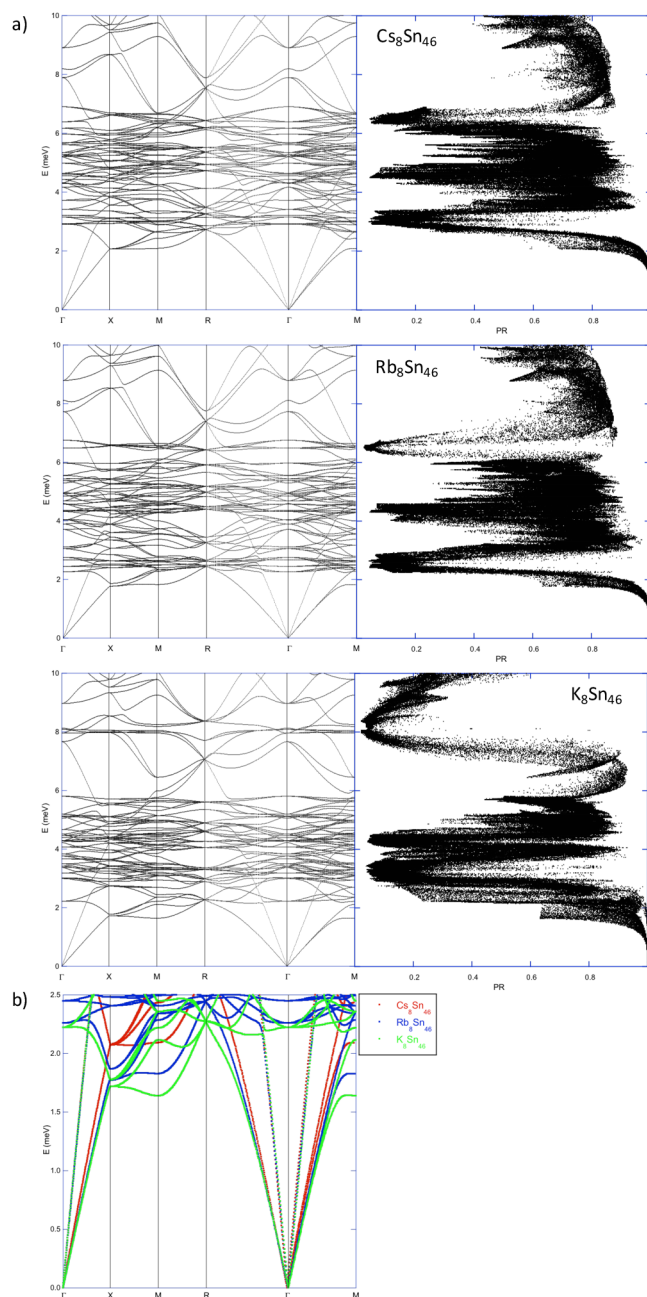 a)
Cs8Sn46
10
8
6
4
2
0
E (meV)
Γ X M R Γ M
0.2 0.4 0.6 0.8
PR
Rb8Sn46
10
8
6
4
2
0
E (meV)
Γ X M R Γ M
0.2 0.4 0.6 0.8
PR
K8Sn46
10
8
6
4
2
0
E (meV)
Γ X M R Γ M
0.2 0.4 0.6 0.8
PR
b)
2.5
2.0
1.5
1.0
0.5
0.0
E (meV)
Γ X M R Γ M
Cs8Sn46
Rb8Sn46
K8Sn46